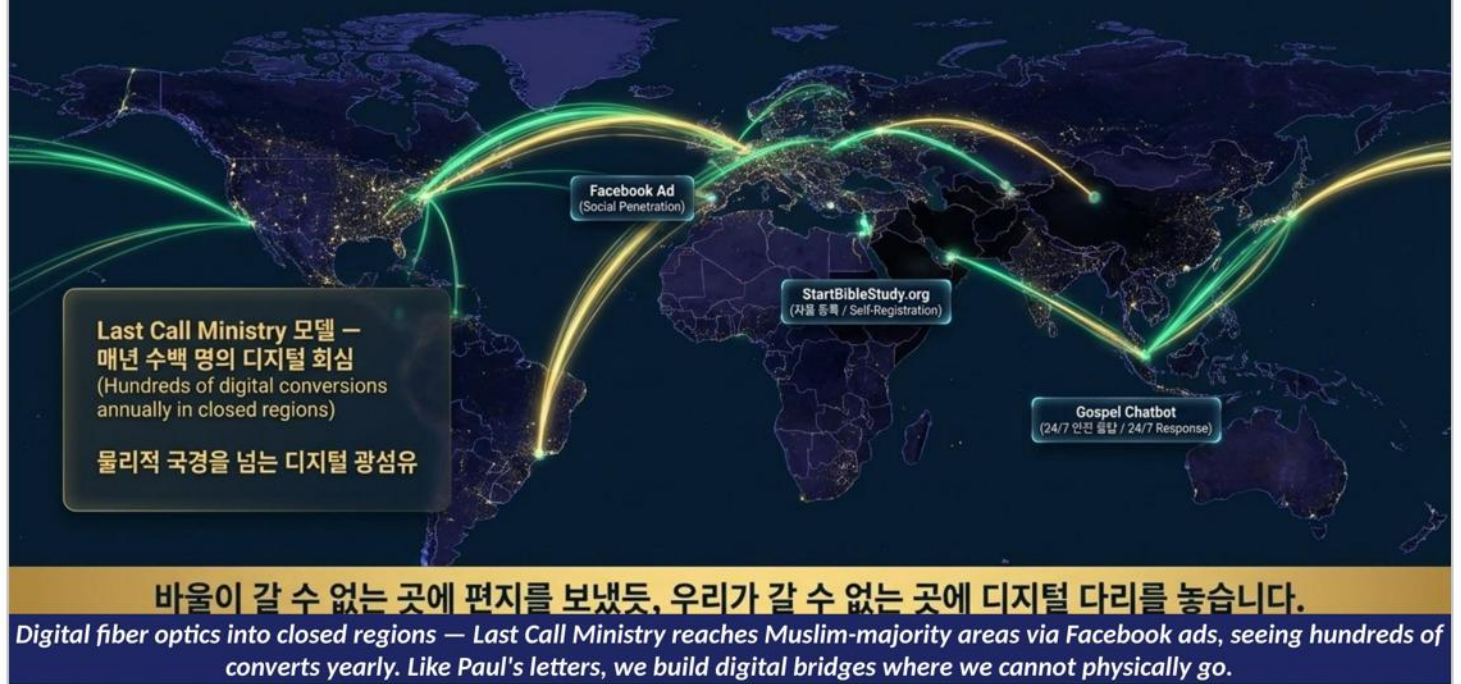 Facebook Ad
(Social Penetration)
StartBibleStudy.org
(자율 등록 / Self-Registration)
Last Call Ministry 모델 —
매년 수백 명의 디지털 회심
(Hundreds of digital conversions
annually in closed regions)
물리적 국경을 넘는 디지털 광섬유
Gospel Chatbot
(24/7 / 24/7 Response)
바울이 갈 수 없는 곳에 편지를 보냈듯, 우리가 갈 수 없는 곳에 디지털 다리를 놓습니다.
Digital fiber optics into closed regions — Last Call Ministry reaches Muslim-majority areas via Facebook ads, seeing hundreds of
converts yearly. Like Paul's letters, we build digital bridges where we cannot physically go.